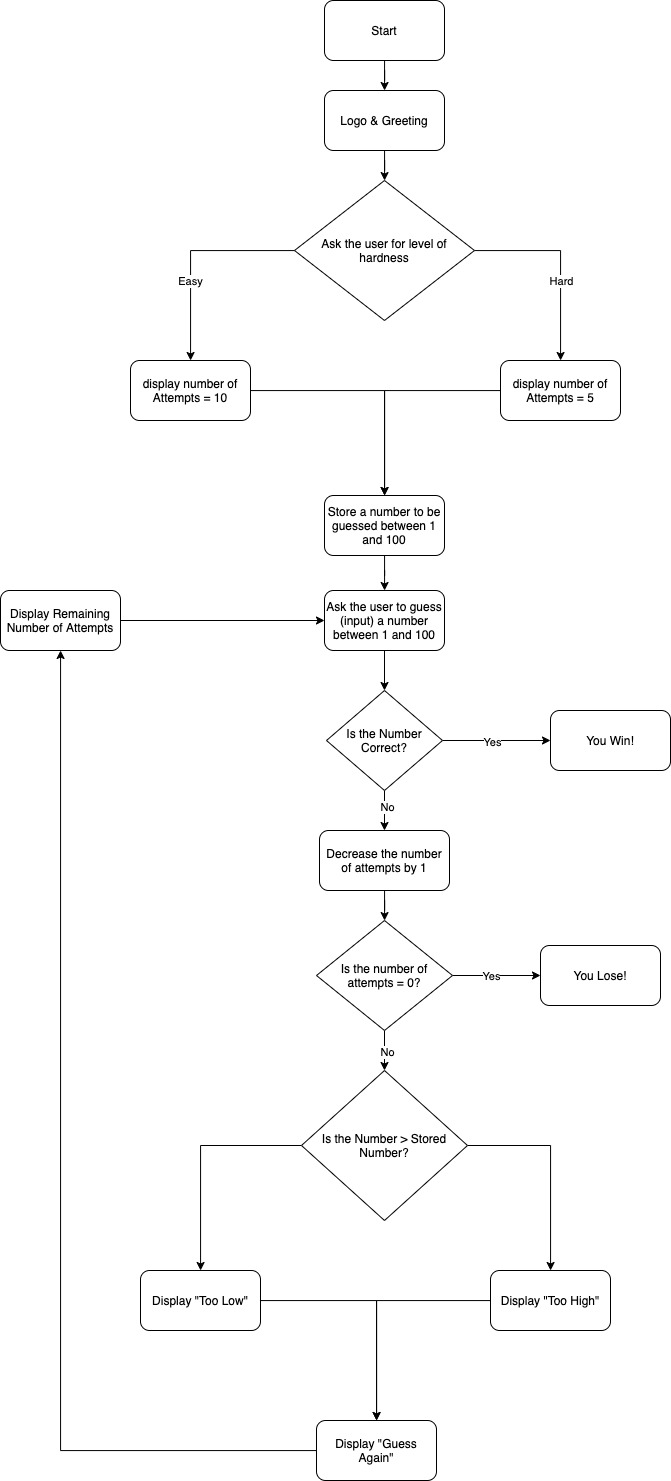 Start
Logo & Greeting
Ask the user for level of
hardness
Easy
Hard
display number of
Attempts = 10
display number of
Attempts = 5
Store a number to be
guessed between 1
and 100
Display Remaining
Number of Attempts
Ask the user to guess
(input) a number
between 1 and 100
Is the Number
Correct?
Yes
You Win!
No
Decrease the number
of attempts by 1
Is the number of
attempts = 0?
Yes
You Lose!
No
Is the Number > Stored
Number?
Display "Too Low"
Display "Too High"
Display "Guess
Again"